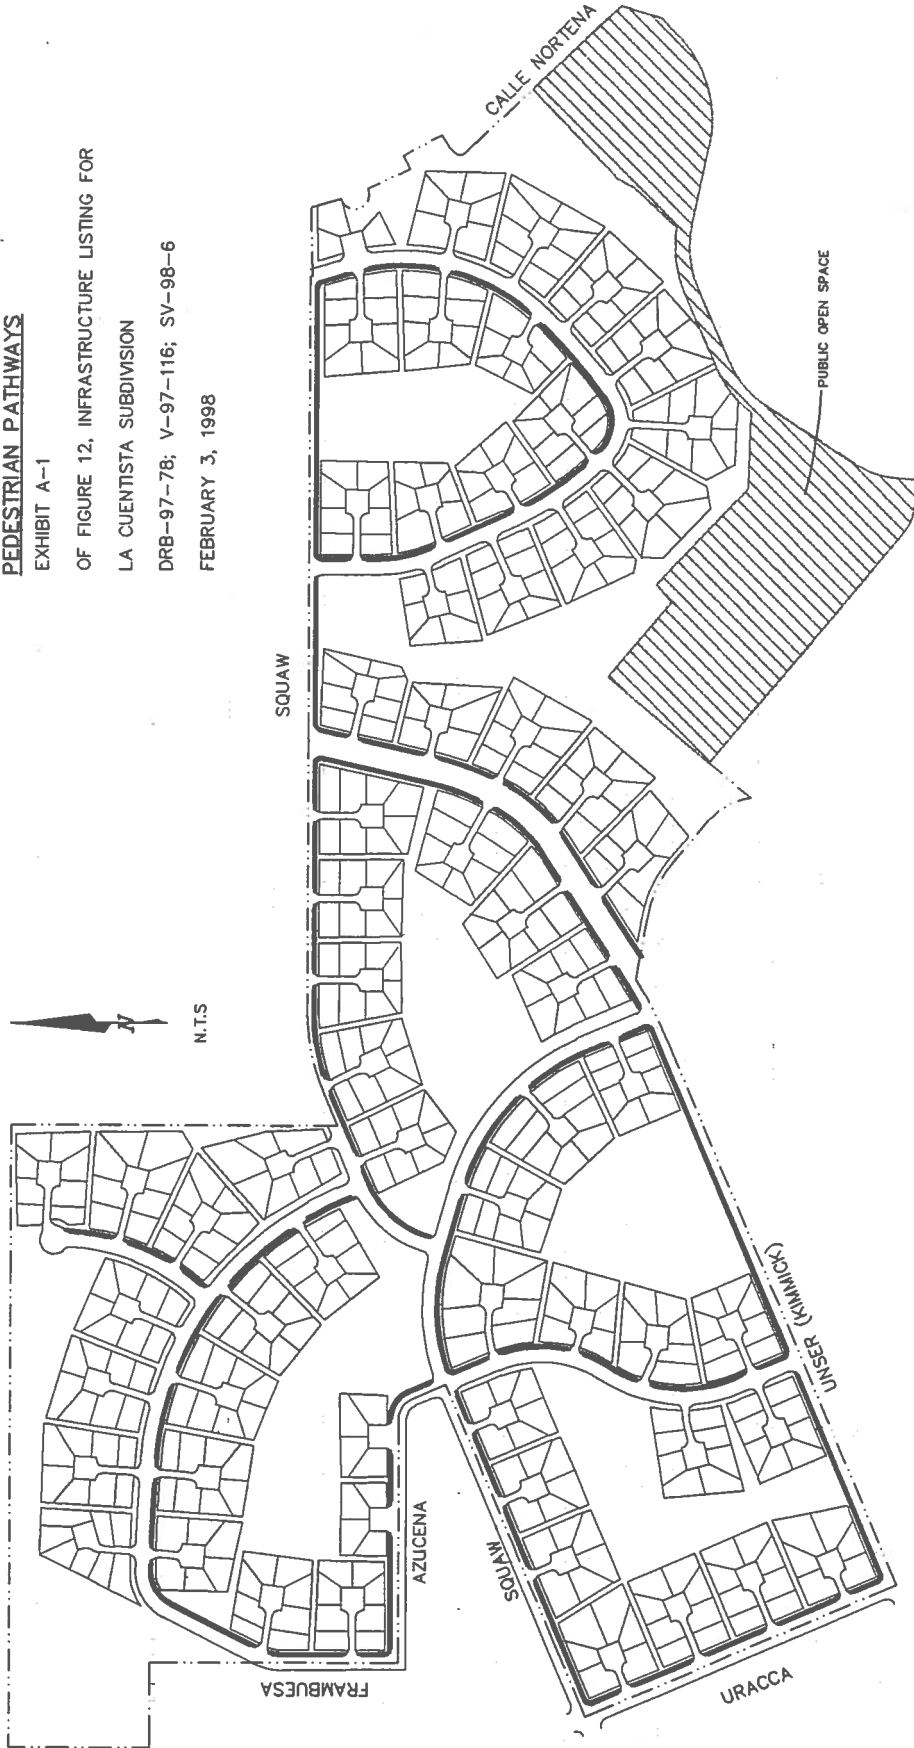 PEDESTRIAN PATHWAYS
EXHIBIT A-1
OF FIGURE 12, INFRASTRUCTURE LISTING FOR
LA CUENTISTA SUBDIVISION
DRB-97-78; V-97-116; SV-98-6
FEBRUARY 3, 1998
CALLE NORTENA
PUBLIC OPEN SPACE
SQUAW
N
N.T.S
UNSER (KIMMICK)
AZUCENA
SQUAW
FRAMBUESA
URACCA